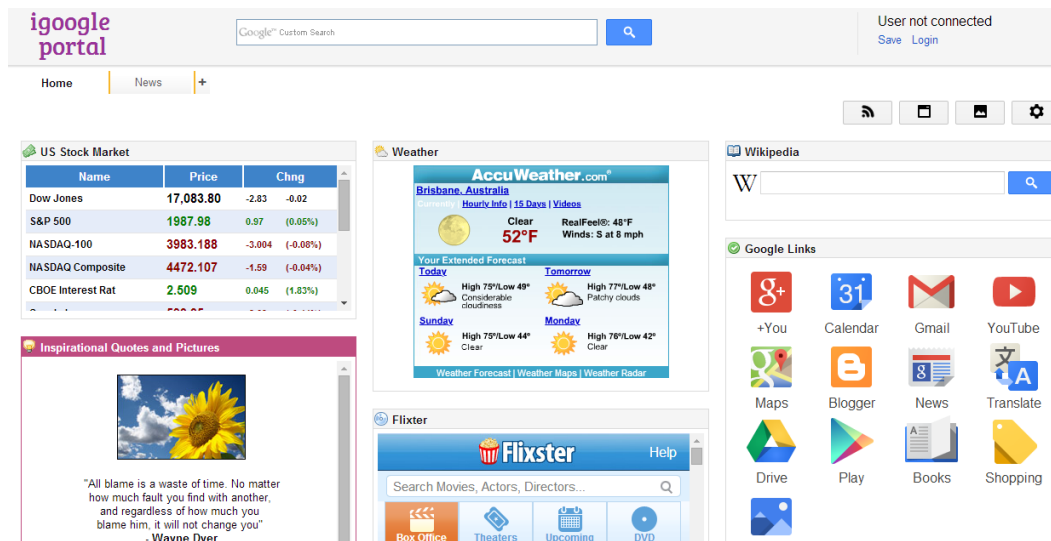 igoogle
portal
Google™ Custom Search
User not connected
Save Login
Home News +
US Stock Market
Name Price Chng
Dow Jones 17,083.80 -2.83 -0.02
S&P 500 1987.98 0.97 (0.05%)
NASDAQ-100 3983.188 -3.004 (-0.08%)
NASDAQ Composite 4472.107 -1.59 (-0.04%)
CBOE Interest Rat 2.509 0.045 (1.83%)
Inspirational Quotes and Pictures
"All blame is a waste of time. No matter
how much fault you find with another,
and regardless of how much you
blame him, it will not change you"
- Wayne Dyer
Weather
AccuWeather.com®
Brisbane, Australia
Currently | Hourly Info | 15 Days | Videos
Clear
52°F
RealFeel®: 48°F
Winds: S at 8 mph
Your Extended Forecast
Today
High 75°/Low 49°
Considerable
cloudiness
Tomorrow
High 77°/Low 48°
Patchy clouds
Sunday
High 75°/Low 44°
Clear
Monday
High 76°/Low 42°
Clear
Weather Forecast | Weather Maps | Weather Radar
Flixter
Flixster
Help
Search Movies, Actors, Directors...
Box Office Theaters Upcoming DVD
Wikipedia
W
Google Links
8+ 31
+You Calendar Gmail YouTube
8 文 A
Maps Blogger News Translate
A
Drive Play Books Shopping